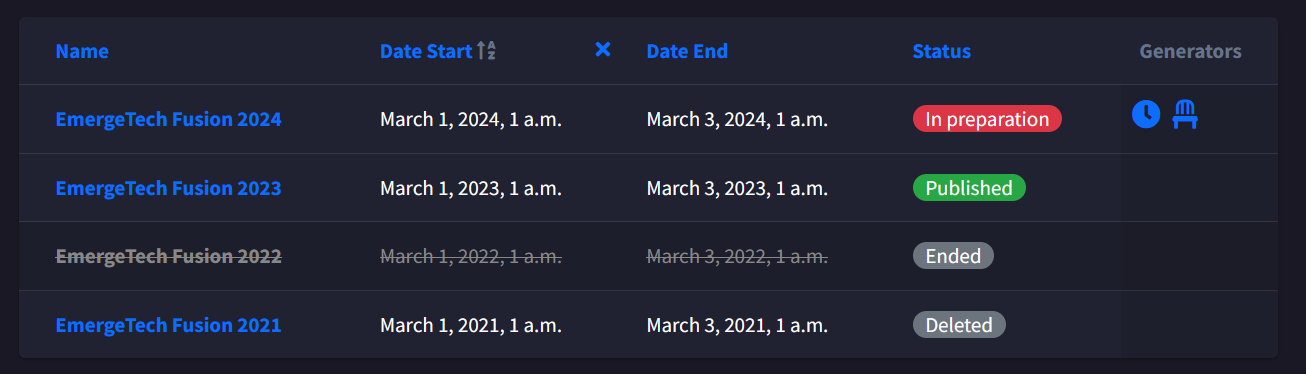 Name Date Start Date End Status Generators
EmergeTech Fusion 2024 March 1, 2024, 1 a.m. March 3, 2024, 1 a.m. In preparation
EmergeTech Fusion 2023 March 1, 2023, 1 a.m. March 3, 2023, 1 a.m. Published
EmergeTech Fusion 2022 March 1, 2022, 1 a.m. March 3, 2022, 1 a.m. Ended
EmergeTech Fusion 2021 March 1, 2021, 1 a.m. March 3, 2021, 1 a.m. Deleted